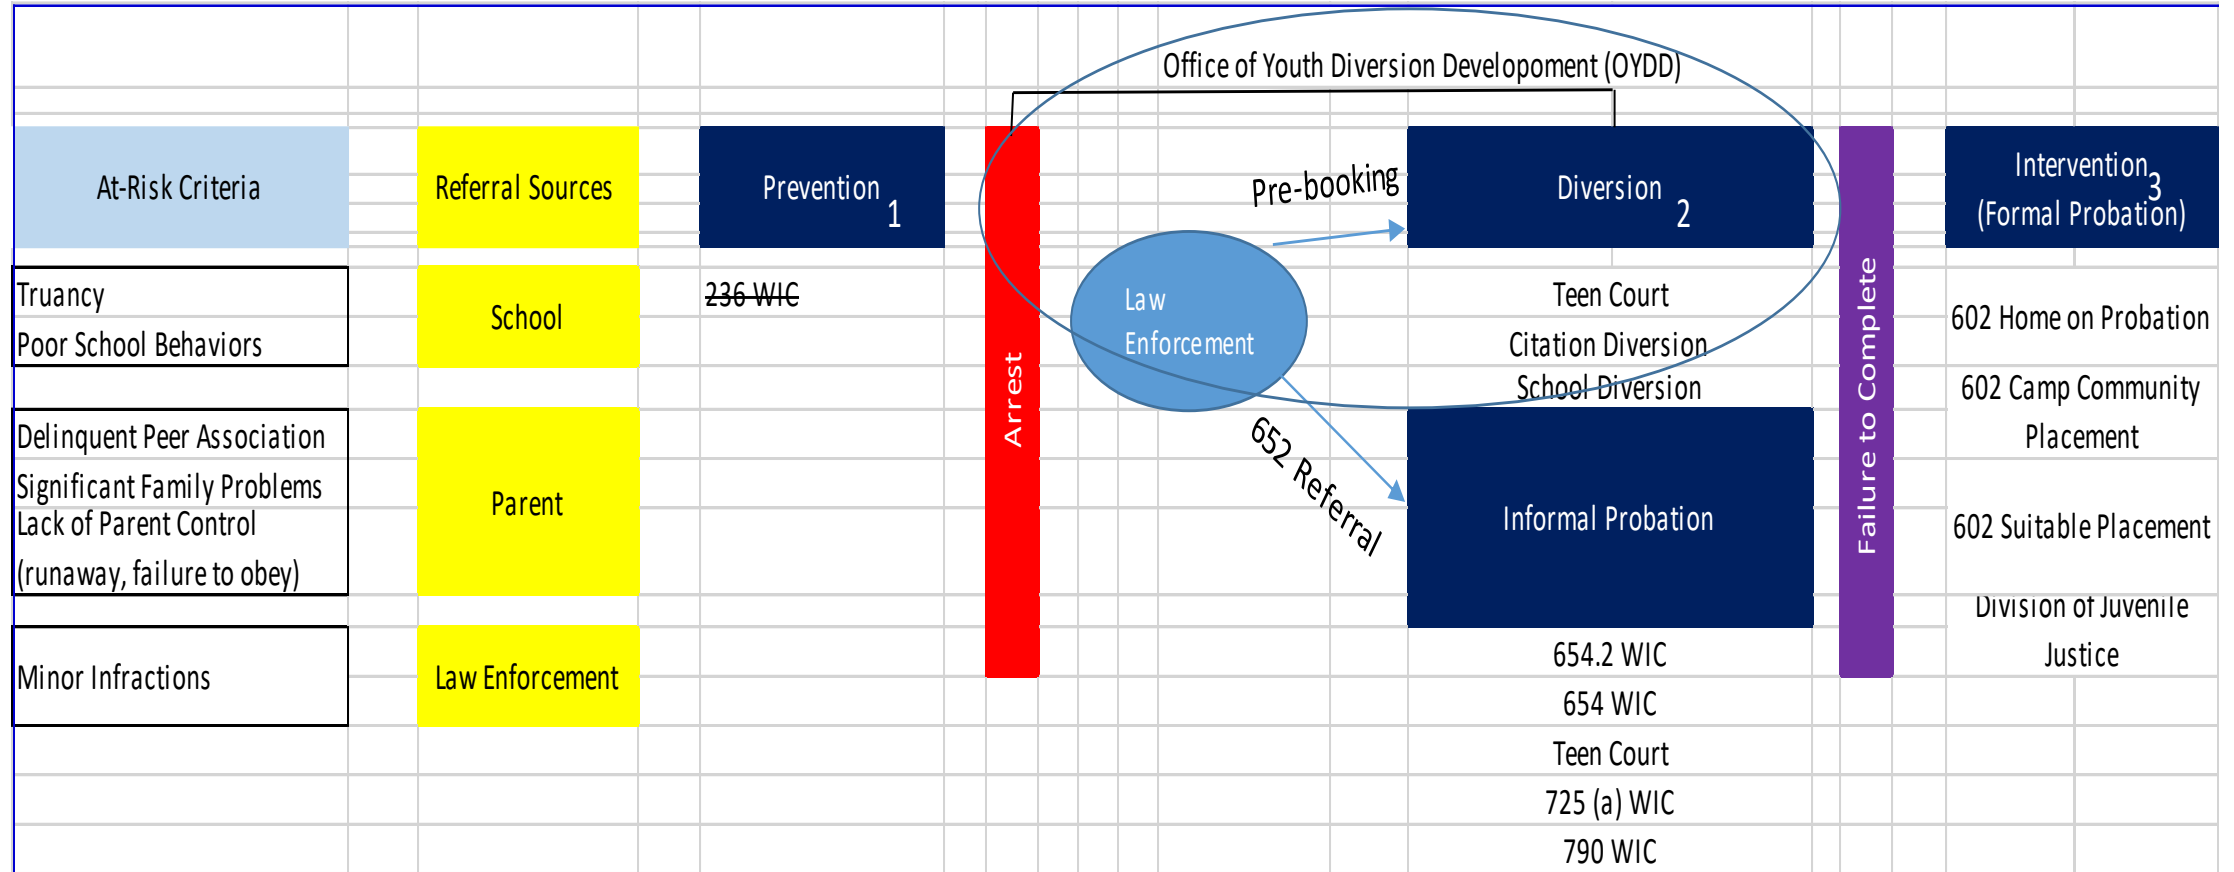 Office of Youth Diversion Developoment (OYDD)
At-Risk Criteria
Referral Sources
Prevention
1
Pre-booking
Diversion
2
Intervention
3
(Formal Probation)
Truancy
Poor School Behaviors
School
236 WIC
Arrest
Law
Enforcement
Teen Court
Citation Diversion
School Diversion
Failure to Complete
602 Home on Probation
602 Camp Community
Placement
Delinquent Peer Association
Significant Family Problems
Lack of Parent Control
(runaway, failure to obey)
Parent
652 Referral
Informal Probation
602 Suitable Placement
Division of Juvenile
Justice
Minor Infractions
Law Enforcement
654.2 WIC
654 WIC
Teen Court
725 (a) WIC
790 WIC